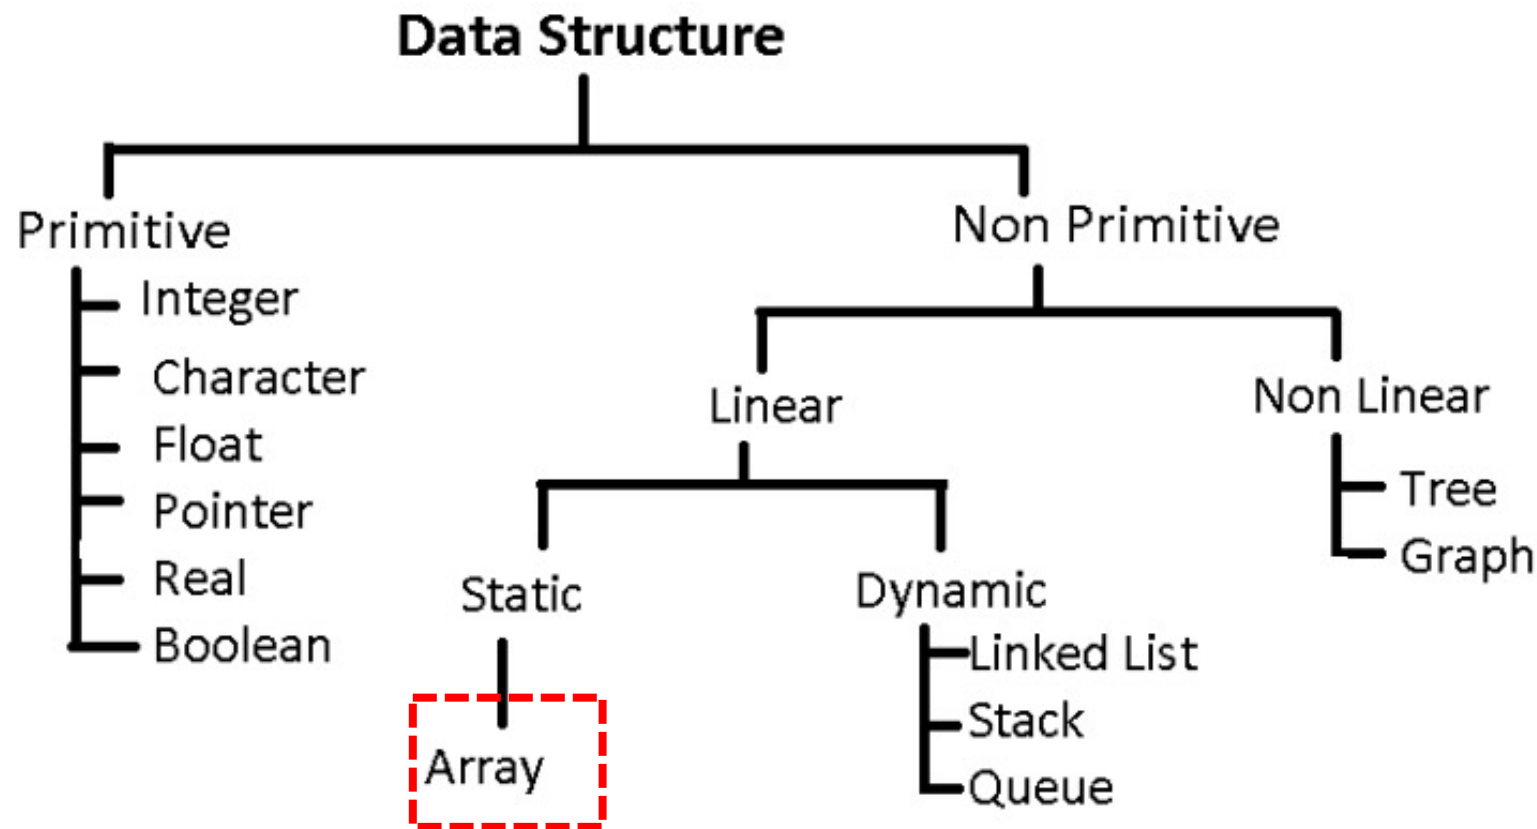 Data Structure
Primitive
Integer
Character
Float
Pointer
Real
Boolean
Non Primitive
Linear
Static
Array
Dynamic
Linked List
Stack
Queue
Non Linear
Tree
Graph